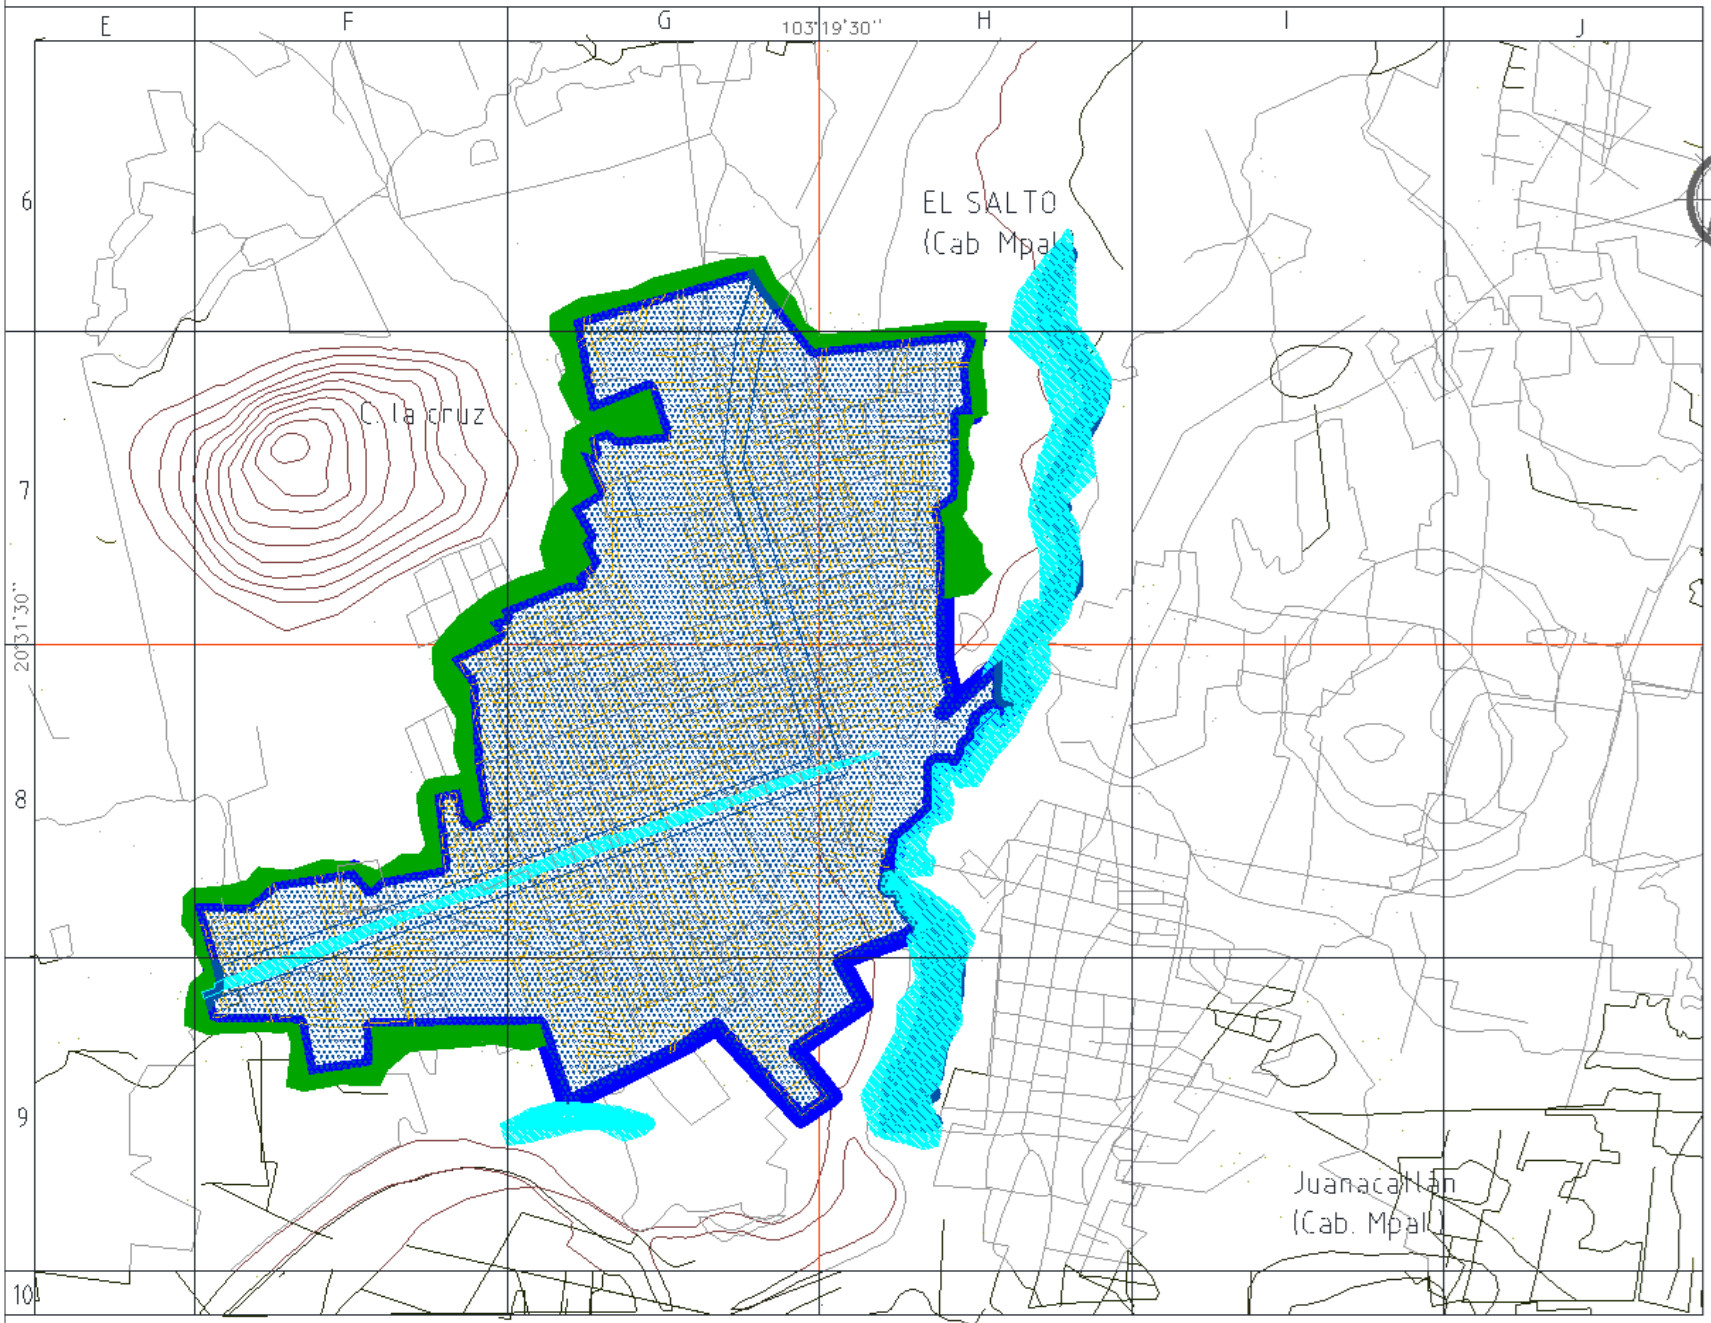 E
F
G
103°19'30''
H
I
J
6
EL SALTO
(Cab Mpal
C. la cruz
7
20°31'30''
8
9
Juanacatlan
(Cab. Mpal.)
10